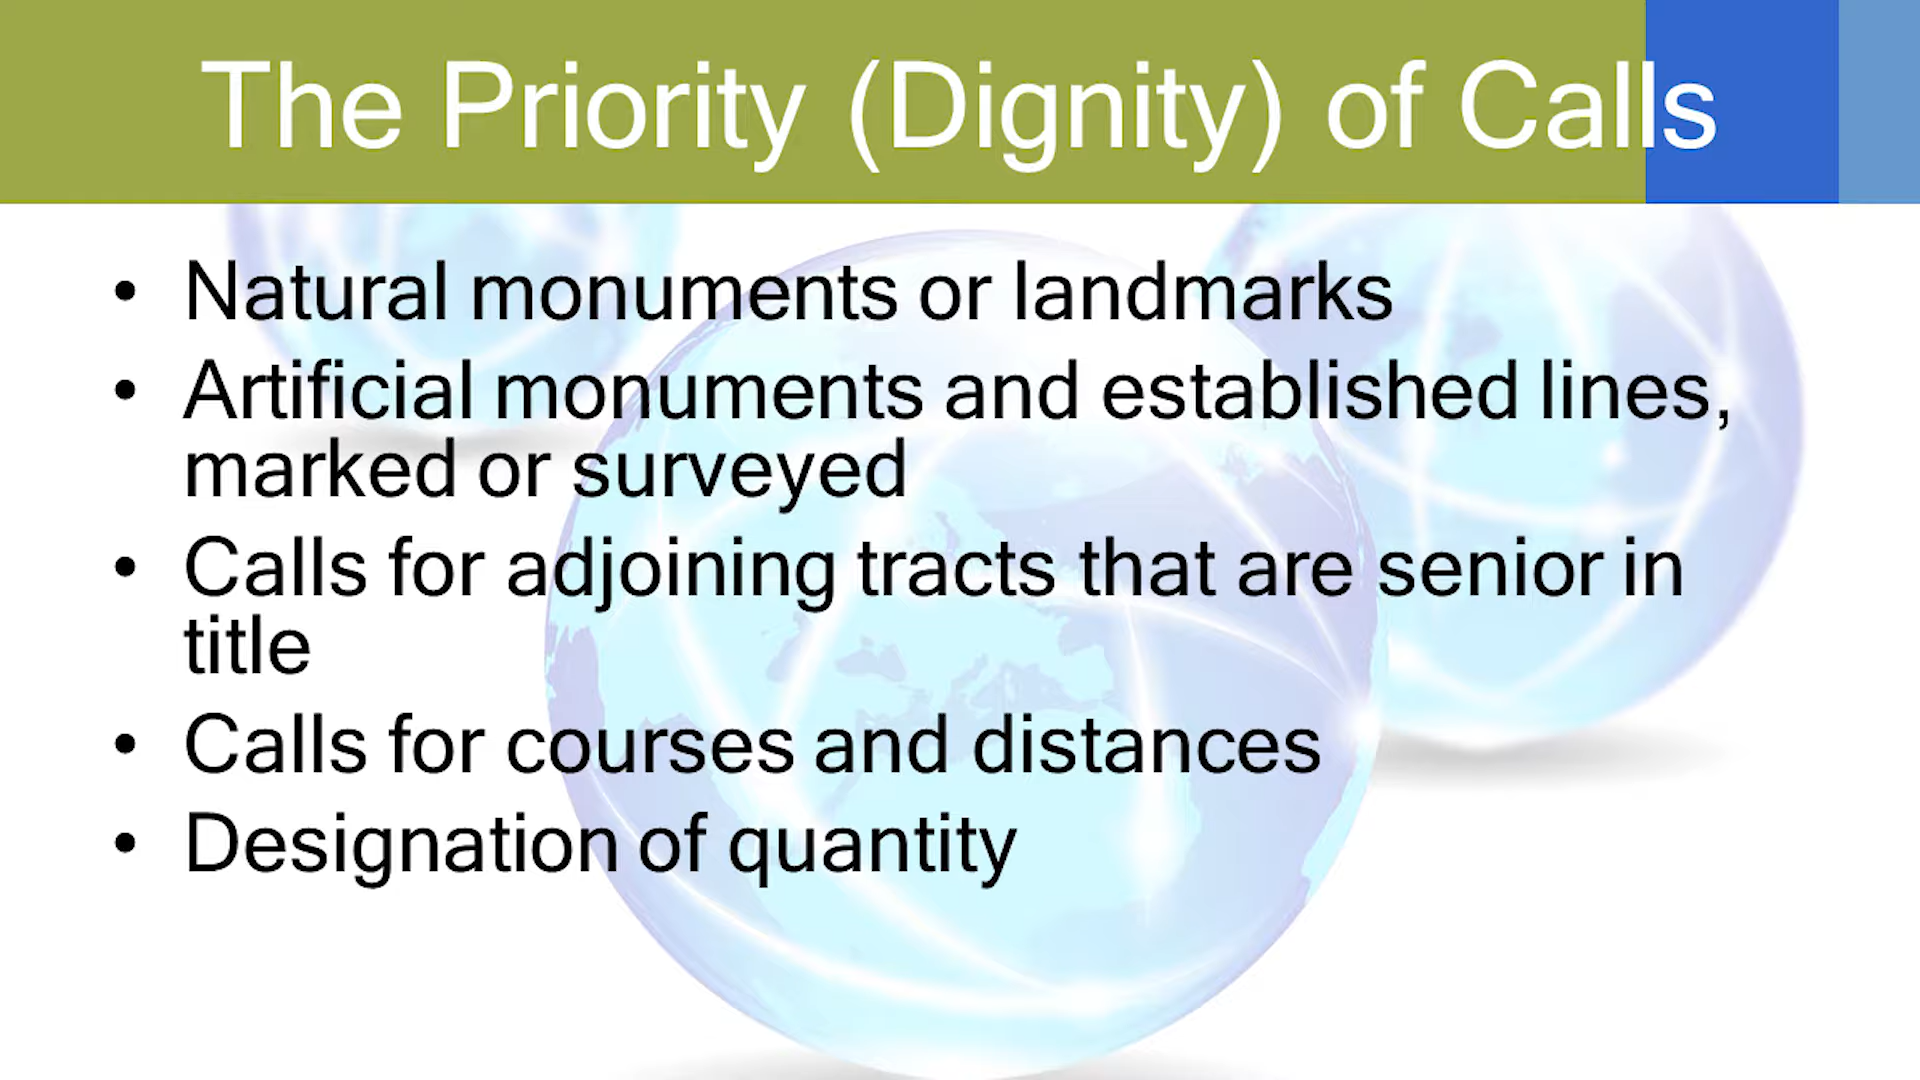 The Priority (Dignity) of Calls
• Natural monuments or landmarks
• Artificial monuments and established lines,
marked or surveyed
• Calls for adjoining tracts that are senior in
title
• Calls for courses and distances
• Designation of quantity